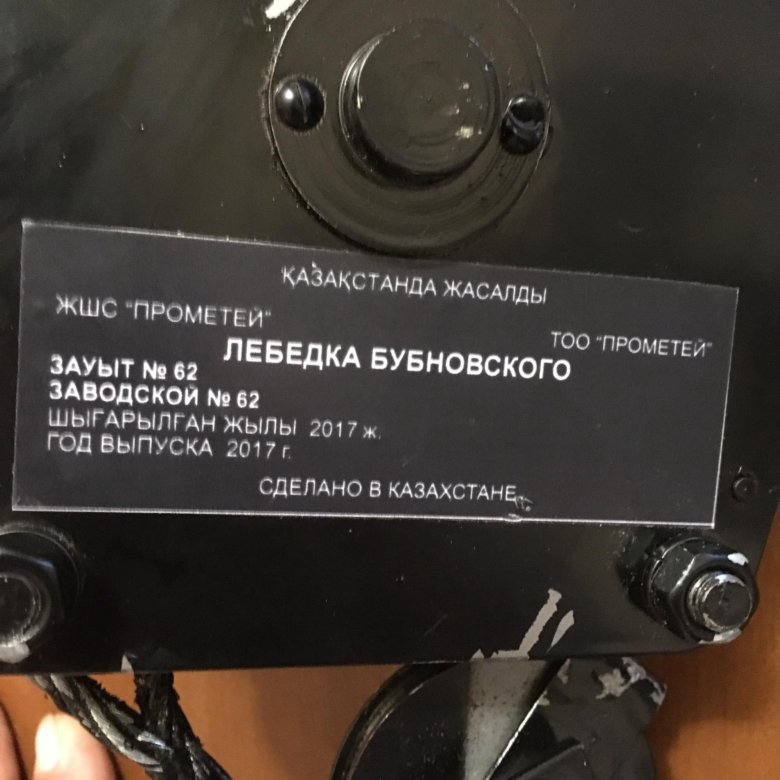 ҚАЗАҚСТАНДА ЖАСАЛДЫ
ЖШС "ПРОМЕТЕЙ"
ТОО "ПРОМЕТЕЙ"
ЛЕБЕДКА БУБНОВСКОГО
ЗАУЫТ № 62
ЗАВОДСКОЙ № 62
ШЫҒАРЫЛҒАН ЖЫЛЫ 2017 ж.
ГОД ВЫПУСКА 2017 г.
СДЕЛАНО В КАЗАХСТАНЕ